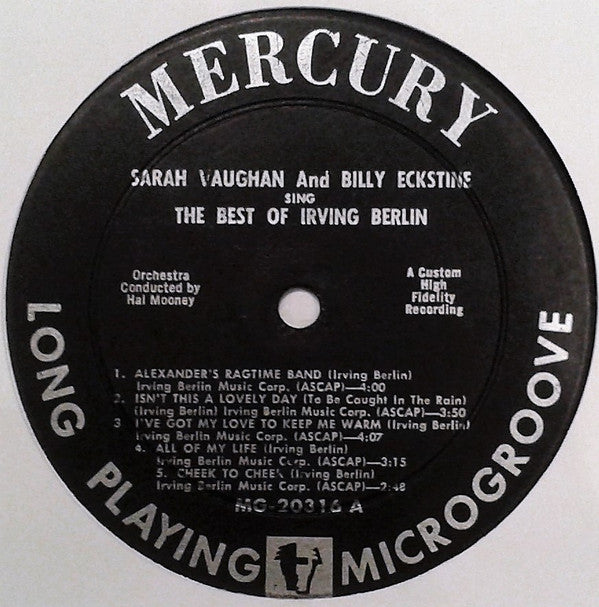 MERCURY
SARAH VAUGHAN And BILLY ECKSTINE
SING
THE BEST OF IRVING BERLIN
Orchestra
Conducted by
Hal Mooney
A Custom
High
Fidelity
Recording
1. ALEXANDER'S RAGTIME BAND (Irving Berlin)
Irving Berlin Music Corp. (ASCAP)—4:00
2. ISN'T THIS A LOVELY DAY (To Be Caught In The Rain)
(Irving Berlin) Irving Berlin Music Corp. (ASCAP)—3:50
3. I'VE GOT MY LOVE TO KEEP ME WARM (Irving Berlin)
Irving Berlin Music Corp. (ASCAP)—4:07
4. ALL OF MY LIFE (Irving Berlin)
Irving Berlin Music Corp. (ASCAP)—3:15
5. CHEEK TO CHEEK (Irving Berlin)
Irving Berlin Music Corp. (ASCAP)—2:48
MG-20316 A
LONG PLAYING MICROGROOVE